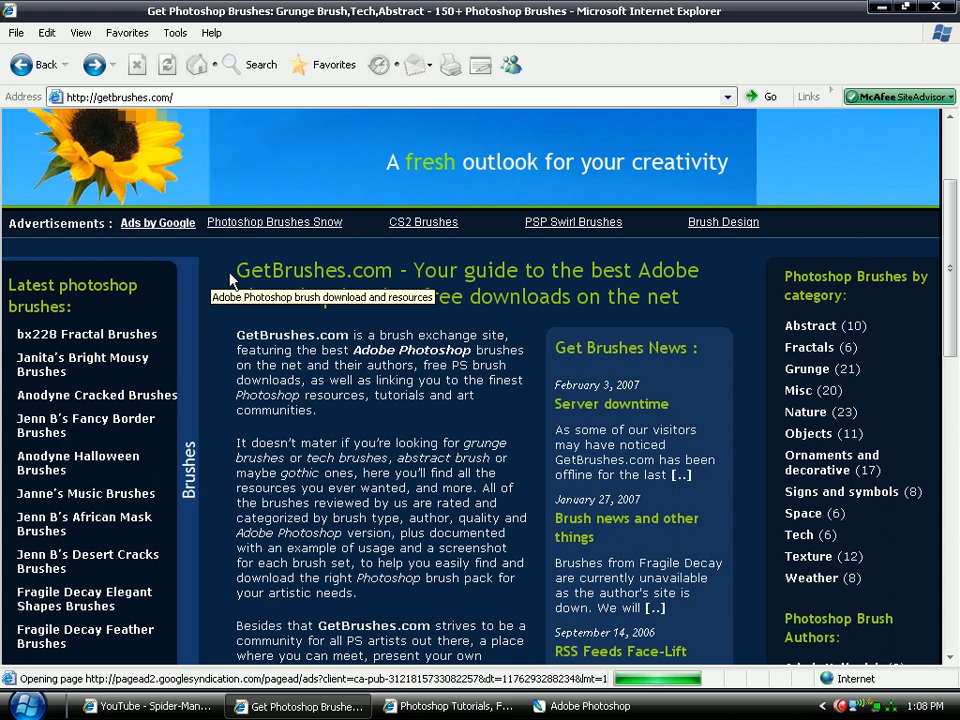 Get Photoshop Brushes: Grunge Brush,Tech,Abstract - 150+ Photoshop Brushes - Microsoft Internet Explorer
File Edit View Favorites Tools Help
Back Search Favorites
Address http://getbrushes.com/ Go Links McAfee SiteAdvisor
A fresh outlook for your creativity
Advertisements : Ads by Google Photoshop Brushes Snow CS2 Brushes PSP Swirl Brushes Brush Design
Latest photoshop
brushes:
bx228 Fractal Brushes
Janita's Bright Musy
Brushes
Anodyne Cracked Brushes
Jenn B's Fancy Border
Brushes
Anodyne Halloween
Brushes
Janne's Music Brushes
Jenn B's African Mask
Brushes
Jenn B's Desert Cracks
Brushes
Fragile Decay Elegant
Shapes Brushes
Fragile Decay Feather
Brushes
Brushes
GetBrushes.com - Your guide to the best Adobe
free downloads on the net
Adobe Photoshop brush download and resources
GetBrushes.com is a brush exchange site,
featuring the best Adobe Photoshop brushes
on the net and their authors, free PS brush
downloads, as well as linking you to the finest
Photoshop resources, tutorials and art
communities.
It doesn't mater if you're looking for grunge
brushes or tech brushes, abstract brush or
maybe gothic ones, here you'll find all the
resources you ever wanted, and more. All of
the brushes reviewed by us are rated and
categorized by brush type, author, quality and
Adobe Photoshop version, plus documented
with an example of usage and a screenshot
for each brush set, to help you easily find and
download the right Photoshop brush pack for
your artistic needs.
Besides that GetBrushes.com strives to be a
community for all PS artists out there, a place
where you can meet, present your own
Get Brushes News :
February 3, 2007
Server downtime
As some of our visitors
may have noticed
GetBrushes.com has been
offline for the last [..]
January 27, 2007
Brush news and other
things
Brushes from Fragile Decay
are currently unavailable
as the author's site is
down. We will [..]
September 14, 2006
RSS Feeds Face-Lift
Photoshop Brushes by
category:
Abstract (10)
Fractals (6)
Grunge (21)
Misc (20)
Nature (23)
Objects (11)
Ornaments and
decorative (17)
Signs and symbols (8)
Space (6)
Tech (6)
Texture (12)
Weather (8)
Photoshop Brush
Authors:
Opening page http://pagead2.googlesyndication.com/pagead/ads?client=ca-pub-3121815733082257&dt=1176293288234&lmt=1 Internet
YouTube - Spider-Man... Get Photoshop Brushe... Photoshop Tutorials, F... Adobe Photoshop 1:08 PM